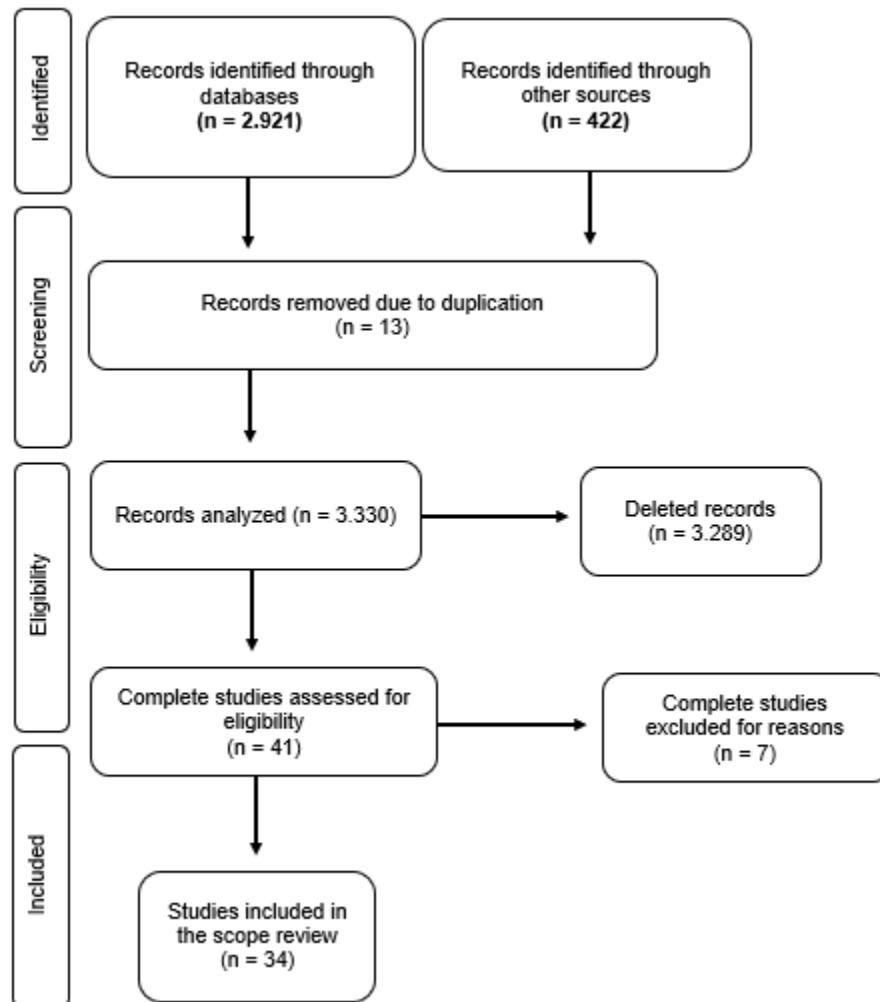 Identified
Records identified through
databases
(n = 2.921)
Records identified through
other sources
(n = 422)
Screening
Records removed due to duplication
(n = 13)
Eligibility
Records analyzed (n = 3.330)
Deleted records
(n = 3.289)
Complete studies assessed for
eligibility
(n = 41)
Complete studies
excluded for reasons
(n = 7)
Included
Studies included in
the scope review
(n = 34)